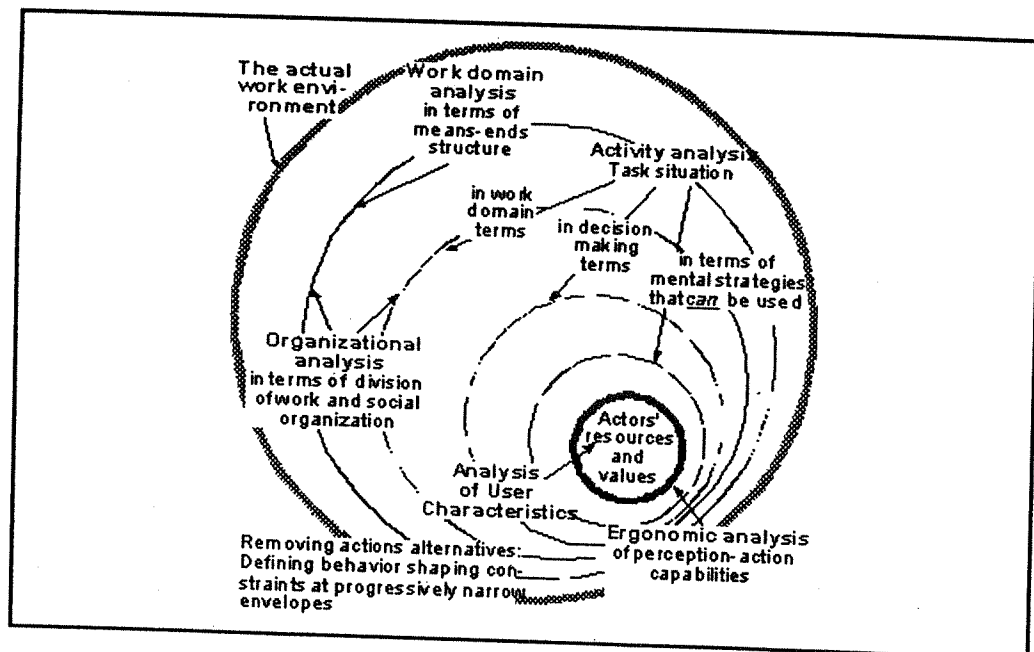 The actual
work envi-
ronment
Work domain
analysis
in terms of
means-ends
structure
Activity analysis
Task situation
in work
domain
terms
in decision
making
terms
in terms of
mental strategies
that can be used
Organizational
analysis
in terms of division
of work and social
organization
Actors'
resources
and
values
Analysis
of User
Characteristics
Ergonomic analysis
of perception-action
capabilities
Removing actions alternatives:
Defining behavior shaping con-
straints at progressively narrow
envelopes